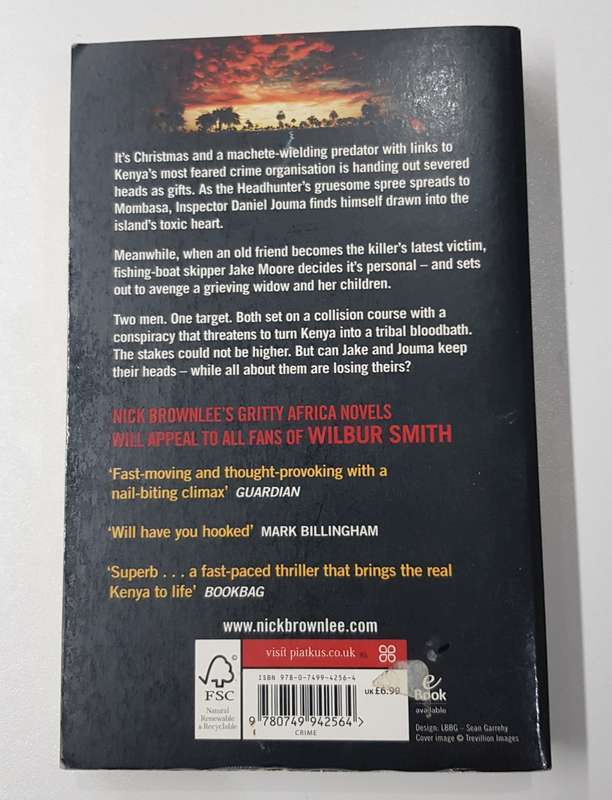 It's Christmas and a machete-wielding predator with links to
Kenya's most feared crime organisation is handing out severed
heads as gifts. As the Headhunter's gruesome spree spreads to
Mombasa, Inspector Daniel Jouma finds himself drawn into the
island's toxic heart.
Meanwhile, when an old friend becomes the killer's latest victim,
fishing-boat skipper Jake Moore decides it's personal – and sets
out to avenge a grieving widow and her children.
Two men. One target. Both set on a collision course with a
conspiracy that threatens to turn Kenya into a tribal bloodbath.
The stakes could not be higher. But can Jake and Jouma keep
their heads – while all about them are losing theirs?
NICK BROWNLEE'S GRITTY AFRICA NOVELS
WILL APPEAL TO ALL FANS OF WILBUR SMITH
'Fast-moving and thought-provoking with a
nail-biting climax' GUARDIAN
'Will have you hooked' MARK BILLINGHAM
'Superb . . . a fast-paced thriller that brings the real
Kenya to life' BOOKBAG
www.nickbrownlee.com
visit piatkus.co.uk
FSC
Natural
Renewable
& Recyclable
ISBN 978-0-7499-4256-4
9 780749 942564 >
CRIME
UK £6.99
e
Book
available
Design: LBBG – Sean Garrehy
Cover image © Trevillion Images